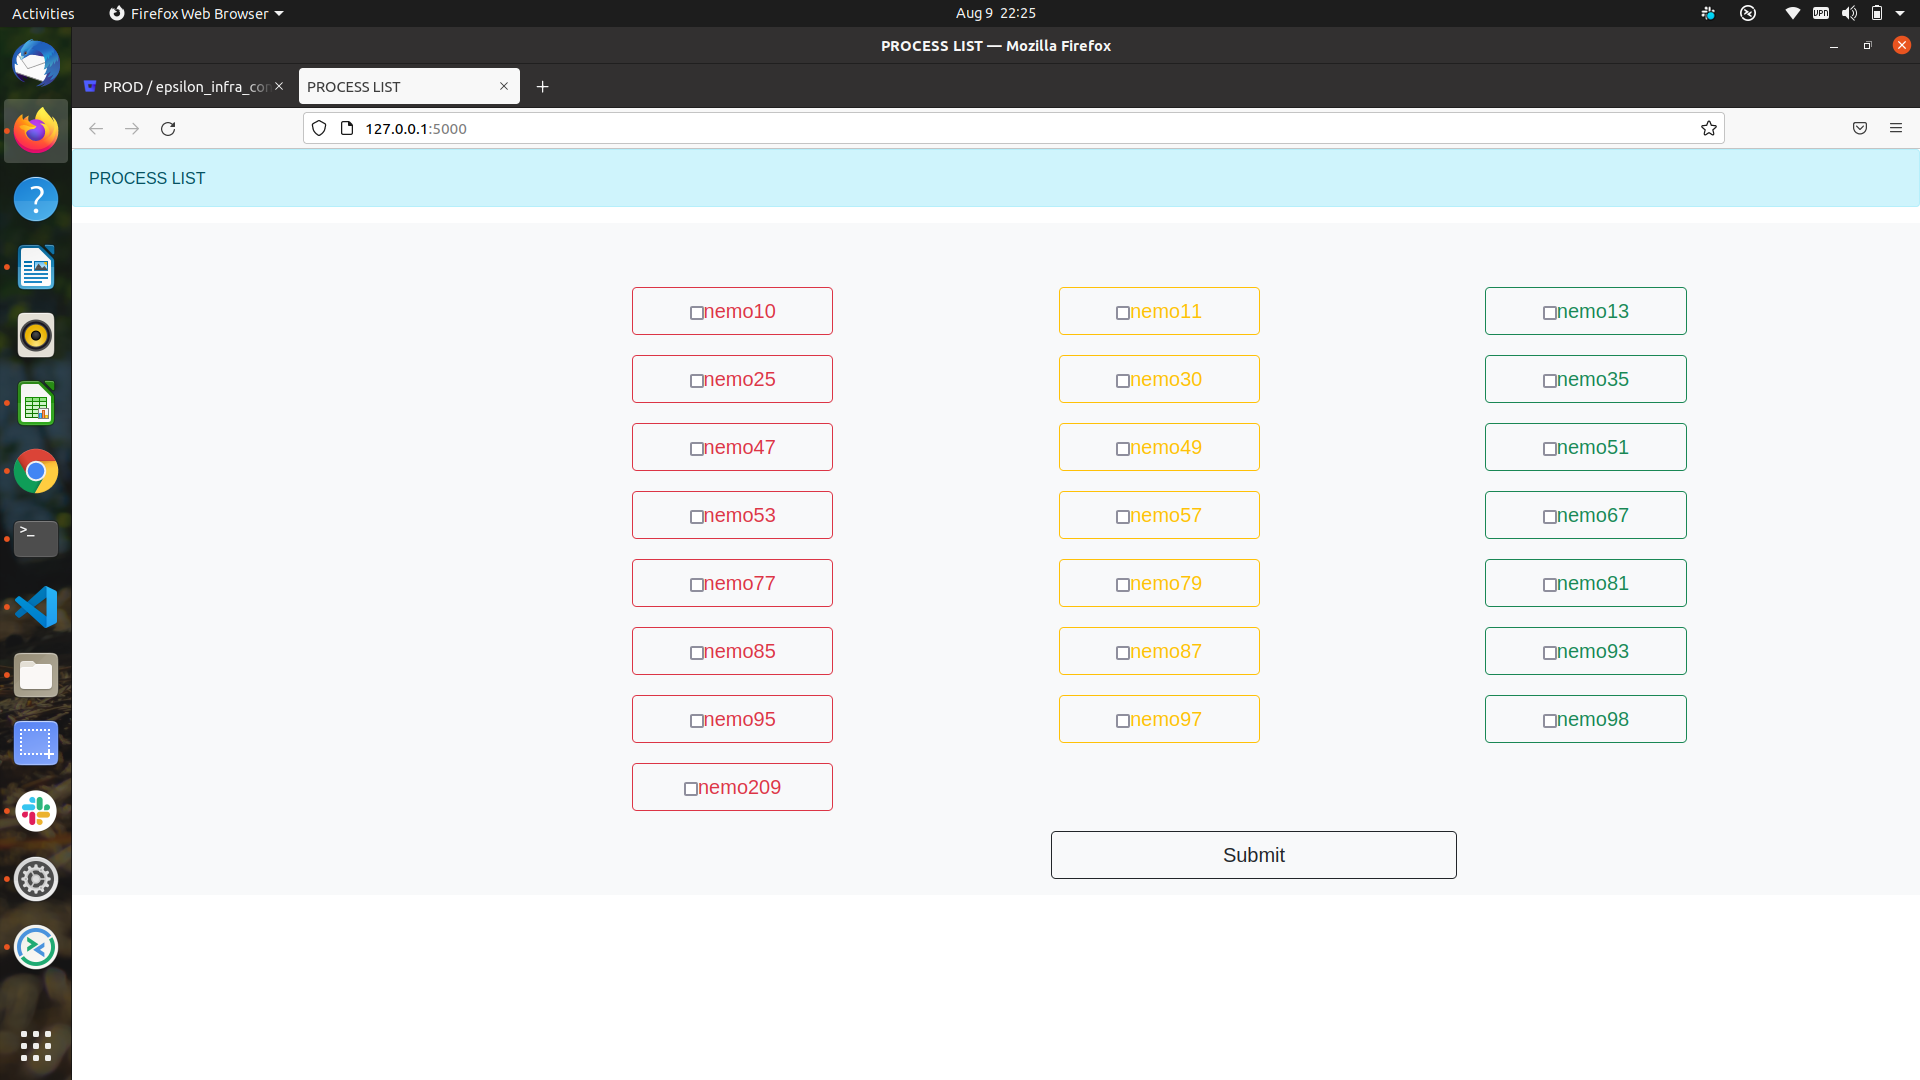 Activities Firefox Web Browser Aug 9 22:25 VPN
PROCESS LIST — Mozilla Firefox
PROD / epsilon_infra_con PROCESS LIST
127.0.0.1:5000
PROCESS LIST
nemo10 nemo11 nemo13
nemo25 nemo30 nemo35
nemo47 nemo49 nemo51
nemo53 nemo57 nemo67
nemo77 nemo79 nemo81
nemo85 nemo87 nemo93
nemo95 nemo97 nemo98
nemo209
Submit